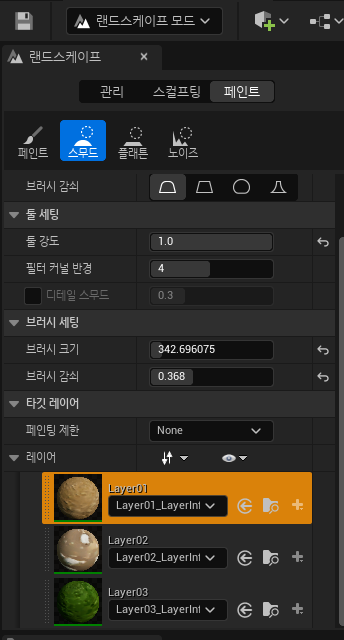 랜드스케이프 모드
랜드스케이프
관리 스컬프팅 페인트
페인트 스무드 플래튼 노이즈
브러시 감쇠
툴 세팅
툴 강도 1.0
필터 커널 반경 4
디테일 스무드 0.3
브러시 세팅
브러시 크기 342.696075
브러시 감쇠 0.368
타깃 레이어
페인팅 제한 None
레이어
Layer01
Layer01_LayerInf
Layer02
Layer02_LayerInf
Layer03
Layer03_LayerInf